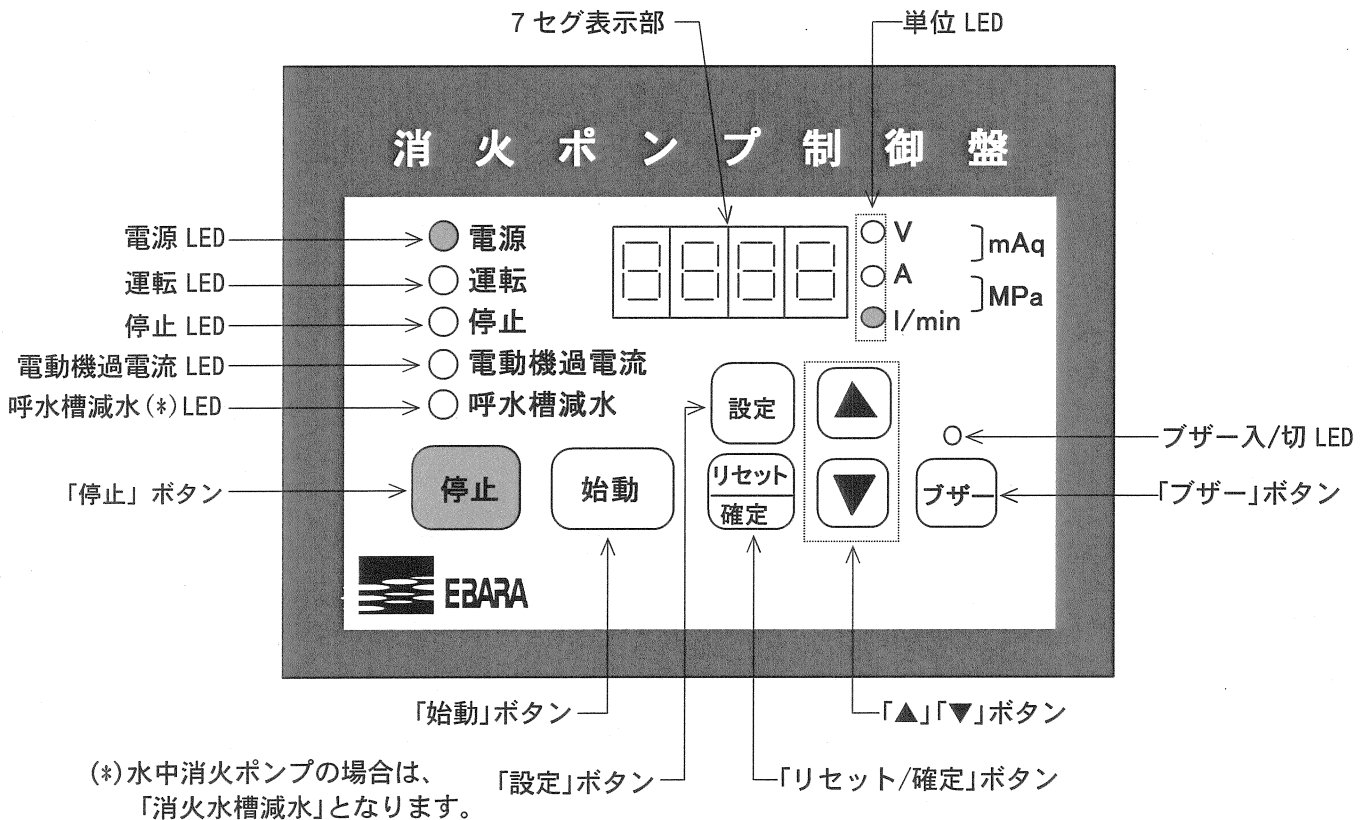 7 セグ表示部
単位 LED
消火ポンプ制御盤
電源 LED
電源
運転 LED
運転
停止 LED
停止
電動機過電流 LED
電動機過電流
呼水槽減水(*)LED
呼水槽減水
V
A
l/min
mAq
MPa
設定
▲
リセット
確定
▼
ブザー
ブザー入/切 LED
「ブザー」ボタン
「停止」ボタン
停止
始動
EBARA
「始動」ボタン
「▲」「▼」ボタン
「設定」ボタン
「リセット/確定」ボタン
(*)水中消火ポンプの場合は、
「消火水槽減水」となります。